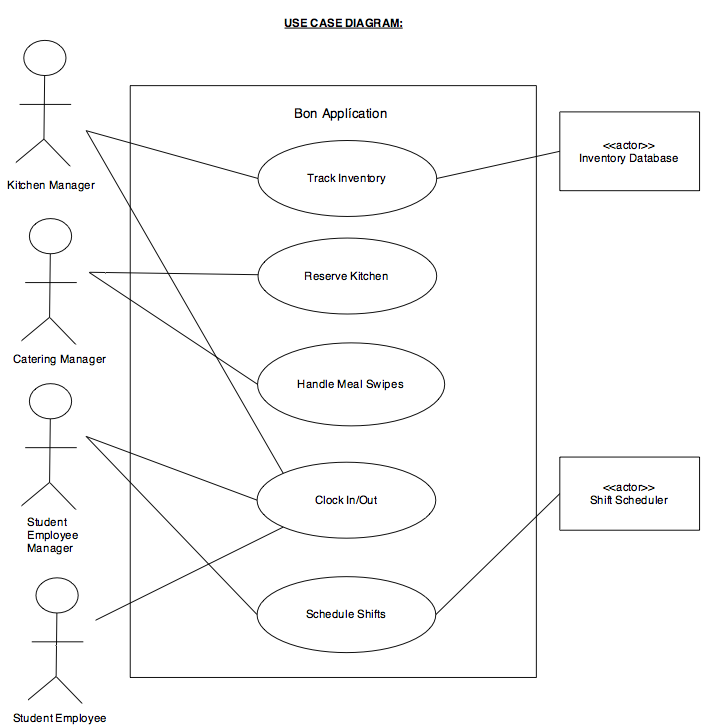 USE CASE DIAGRAM:
Bon Application
Kitchen Manager
Track Inventory
<<actor>>
Inventory Database
Catering Manager
Reserve Kitchen
Handle Meal Swipes
Student
Employee
Manager
Clock In/Out
<<actor>>
Shift Scheduler
Schedule Shifts
Student Employee